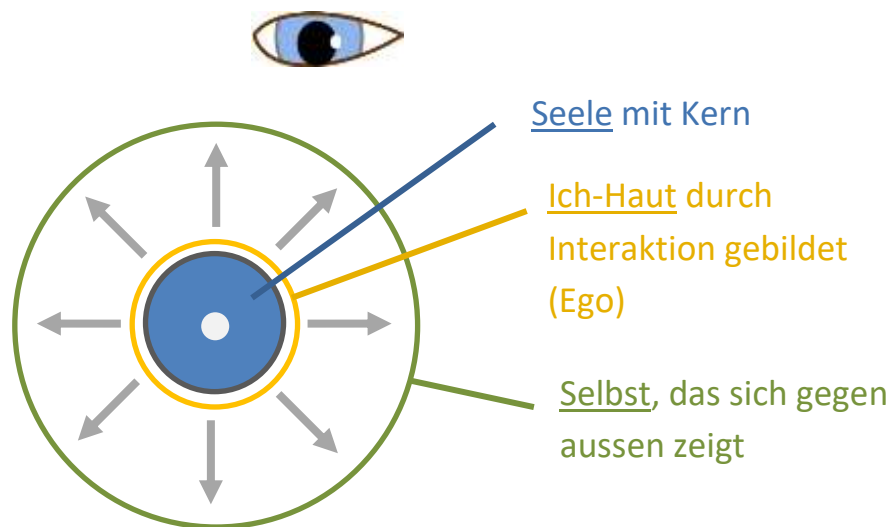 Seele mit Kern
Ich-Haut durch
Interaktion gebildet
(Ego)
Selbst, das sich gegen
aussen zeigt